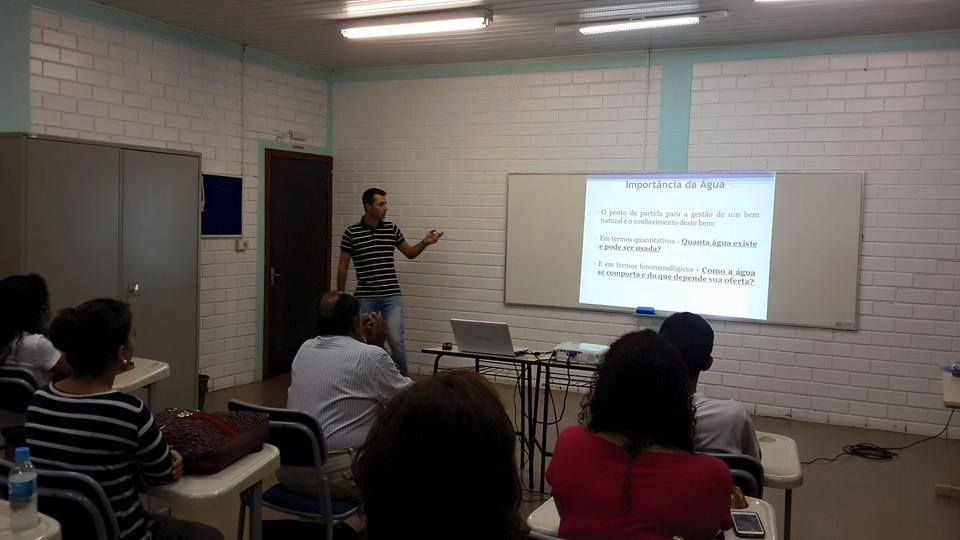 Importância da Água
· O ponto de partida para a gestão de um bem
natural é o conhecimento deste bem:
· Em termos quantitativos - Quanta água existe
e pode ser usada?
· E em termos fenomenológicos - Como a água
se comporta e do que depende sua oferta?